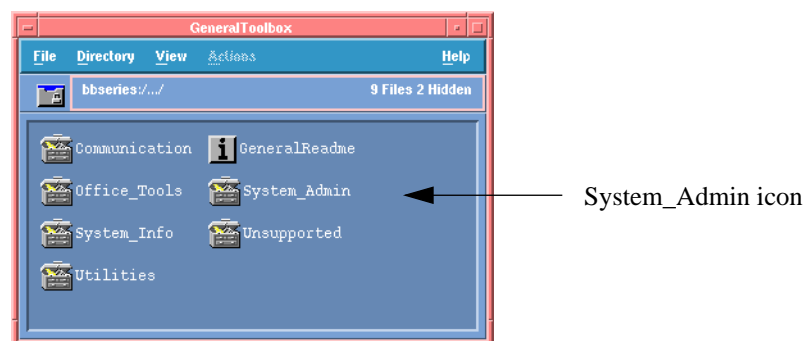 GeneralToolbox
File Directory View Actions Help
bbseries:/.../ 9 Files 2 Hidden
Communication GeneralReadme
Office_Tools System_Admin
System_Admin icon
System_Info Unsupported
Utilities